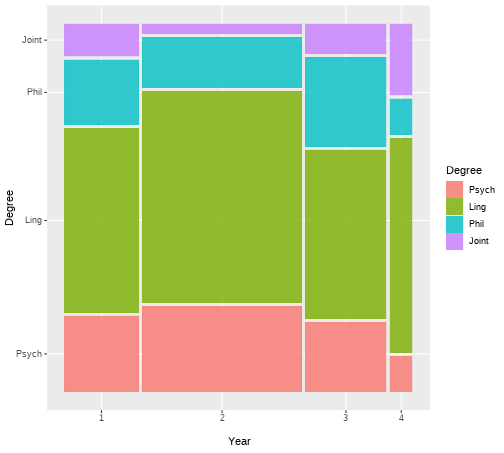 Joint
Phil
Ling
Psych
Degree
1 2 3 4
Year
Degree
Psych
Ling
Phil
Joint